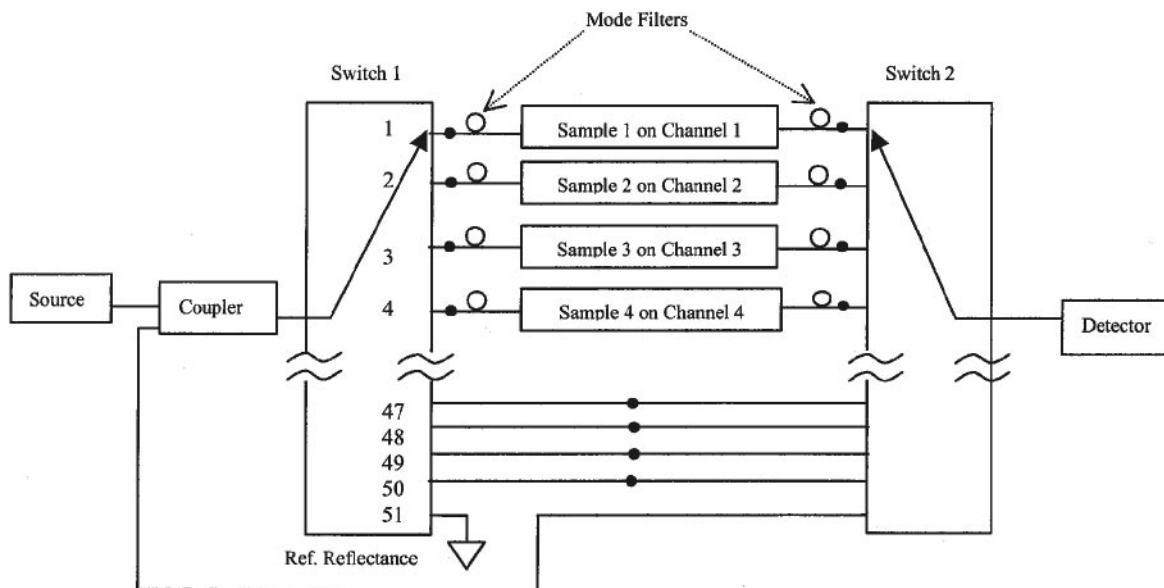 Mode Filters
Switch 1
Switch 2
1
Sample 1 on Channel 1
2
Sample 2 on Channel 2
3
Sample 3 on Channel 3
Source
Coupler
4
Sample 4 on Channel 4
Detector
47
48
49
50
51
Ref. Reflectance